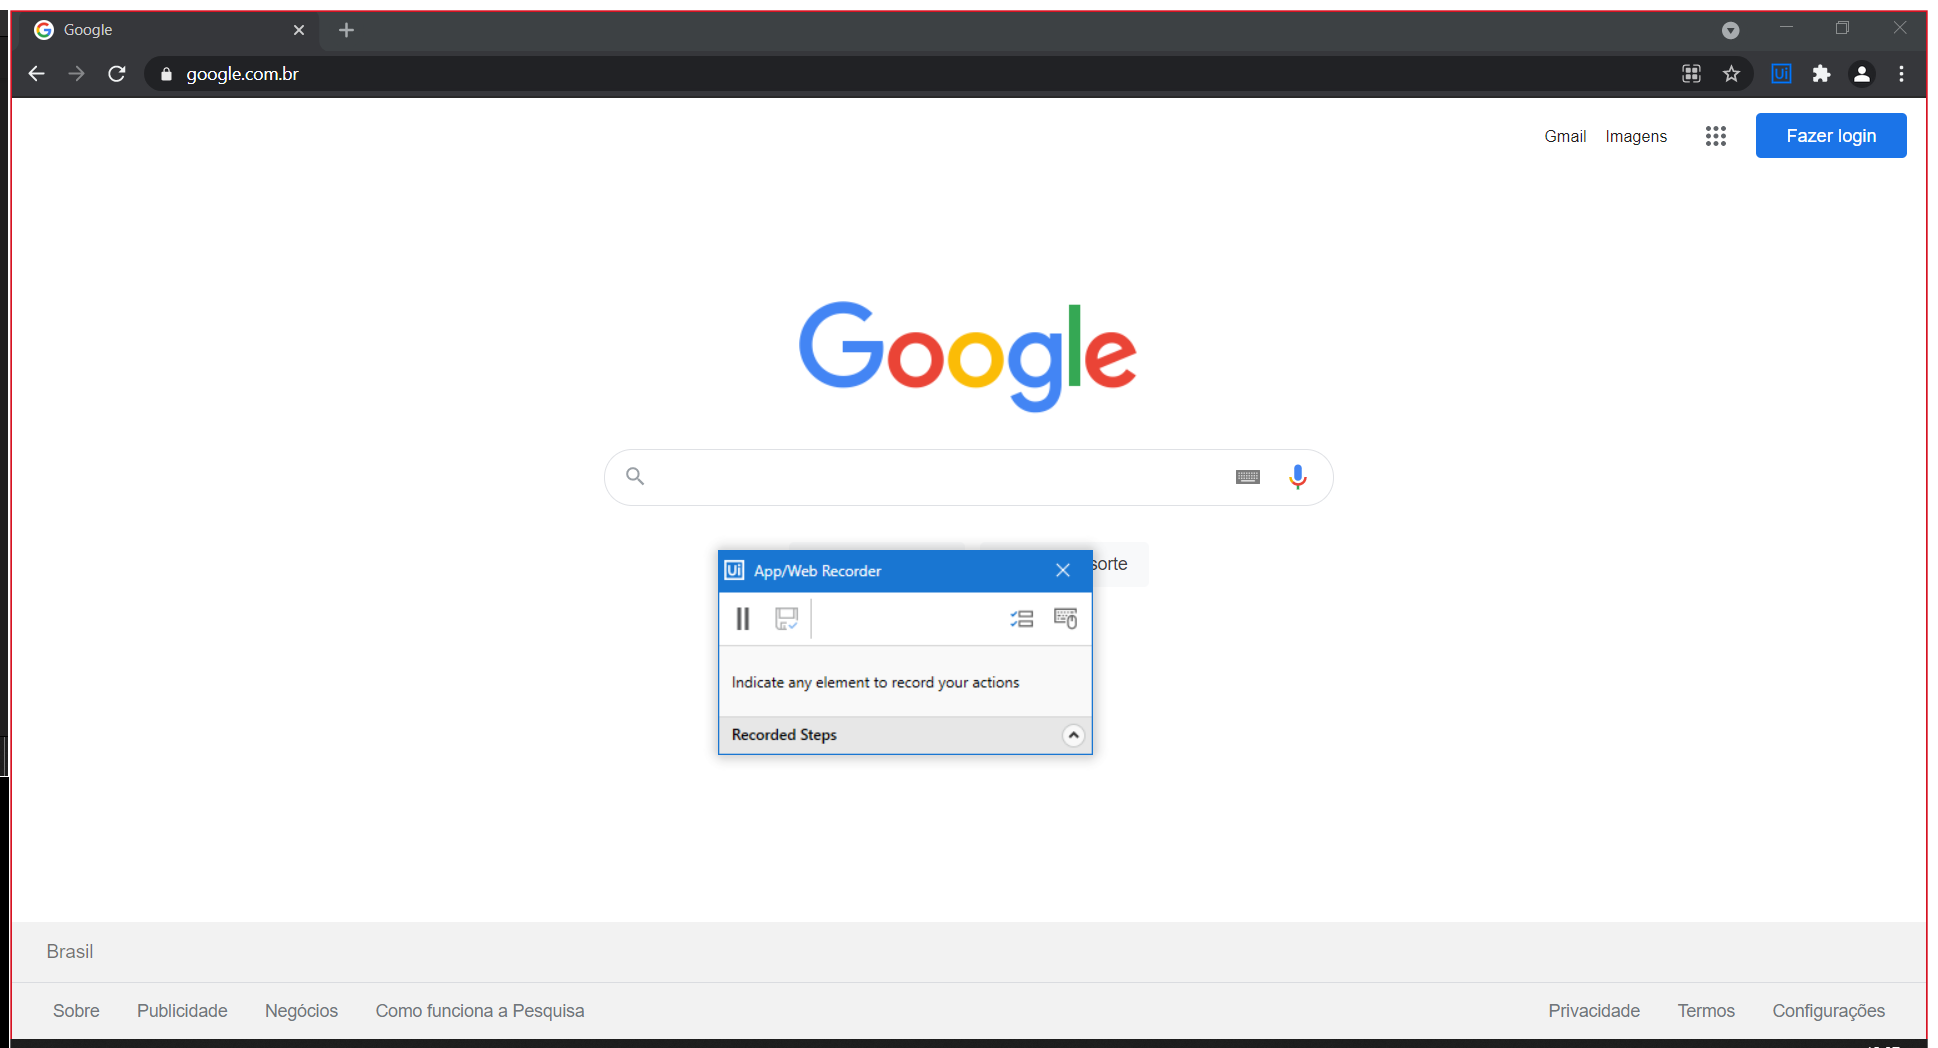 Google
google.com.br
Ui
Gmail Imagens Fazer login
Google
sorte
Ui App/Web Recorder
Indicate any element to record your actions
Recorded Steps
Brasil
Sobre Publicidade Negócios Como funciona a Pesquisa Privacidade Termos Configurações